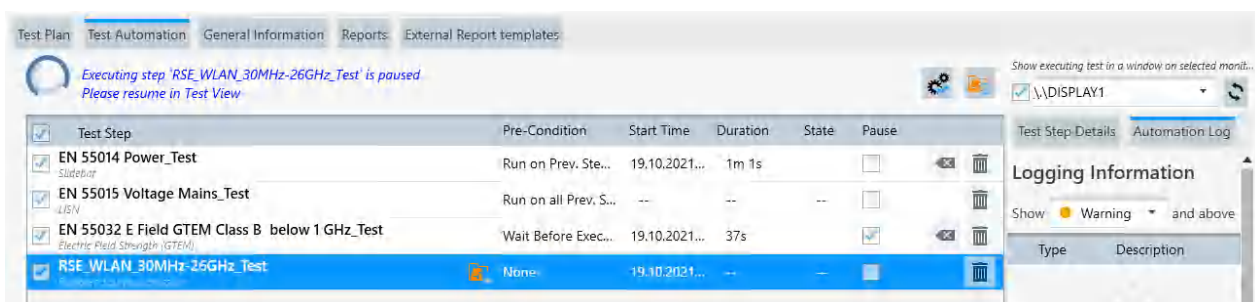 Test Plan Test Automation General Information Reports External Report templates
Executing step 'RSE_WLAN_30MHz-26GHz_Test' is paused
Please resume in Test View
Show executing test in a window on selected monit...
\.\DISPLAY1
Test Step Pre-Condition Start Time Duration State Pause
Test Step Details Automation Log
EN 55014 Power_Test Run on Prev. Ste... 19.10.2021... 1m 1s
Slidebar
Logging Information
EN 55015 Voltage Mains_Test Run on all Prev. S... -- -- --
LISN
Show Warning and above
EN 55032 E Field GTEM Class B below 1 GHz_Test Wait Before Exec... 19.10.2021... 37s
Electric Field Strength (GTEM)
Type Description
RSE_WLAN_30MHz-26GHz_Test None 19.10.2021... -- --